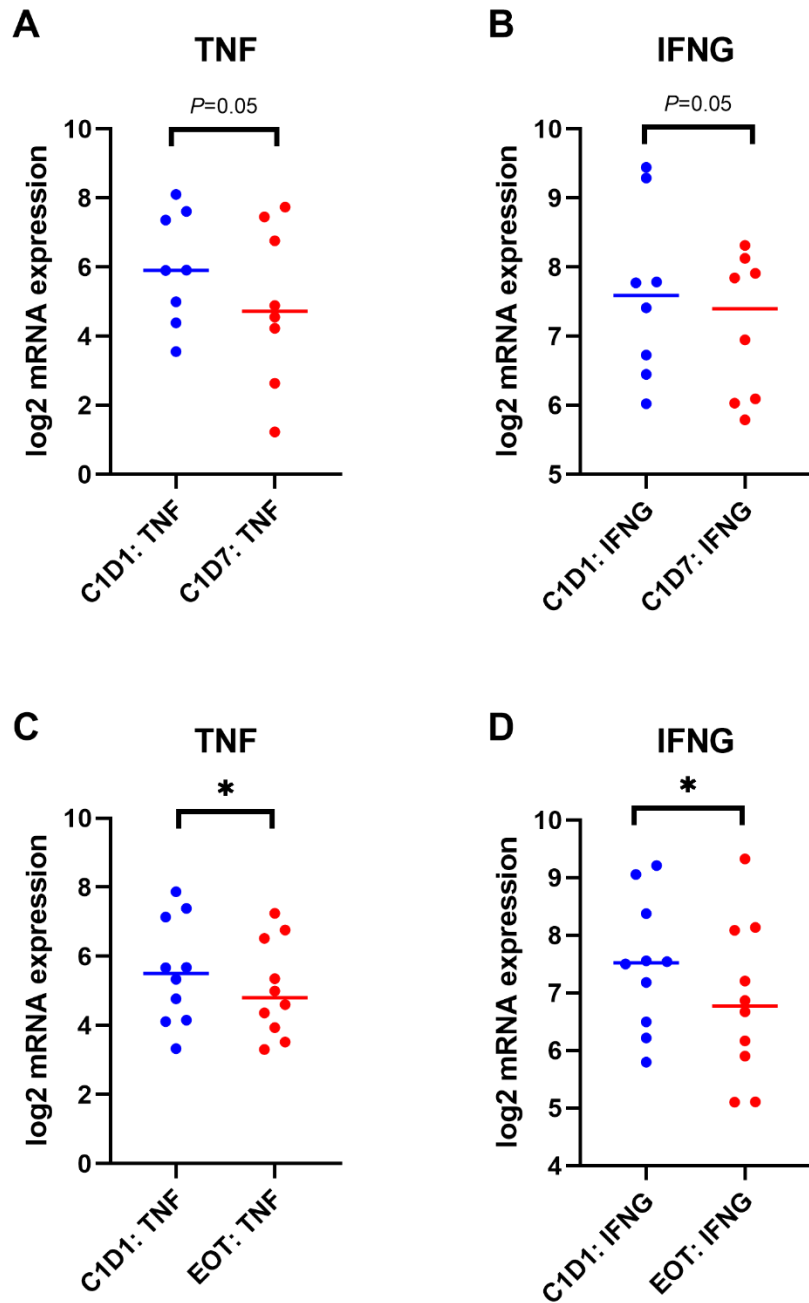 A
TNF
P=0.05
log2 mRNA expression
10
8
6
4
2
0
C1D1: TNF
C1D7: TNF
B
IFNG
P=0.05
log2 mRNA expression
10
9
8
7
6
5
C1D1: IFNG
C1D7: IFNG
C
TNF
*
log2 mRNA expression
10
8
6
4
2
0
C1D1: TNF
EOT: TNF
D
IFNG
*
log2 mRNA expression
10
9
8
7
6
5
4
C1D1: IFNG
EOT: IFNG